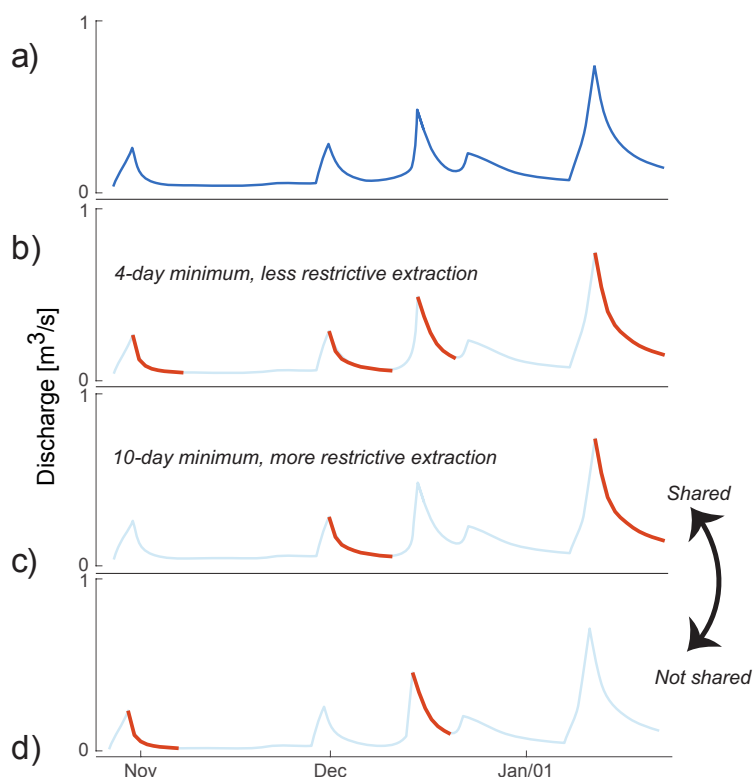 1
a)
0
1
b)
4-day minimum, less restrictive extraction
Discharge [m³/s]
0
1
10-day minimum, more restrictive extraction
Shared
c)
0
1
Not shared
d)
0
Nov Dec Jan/01